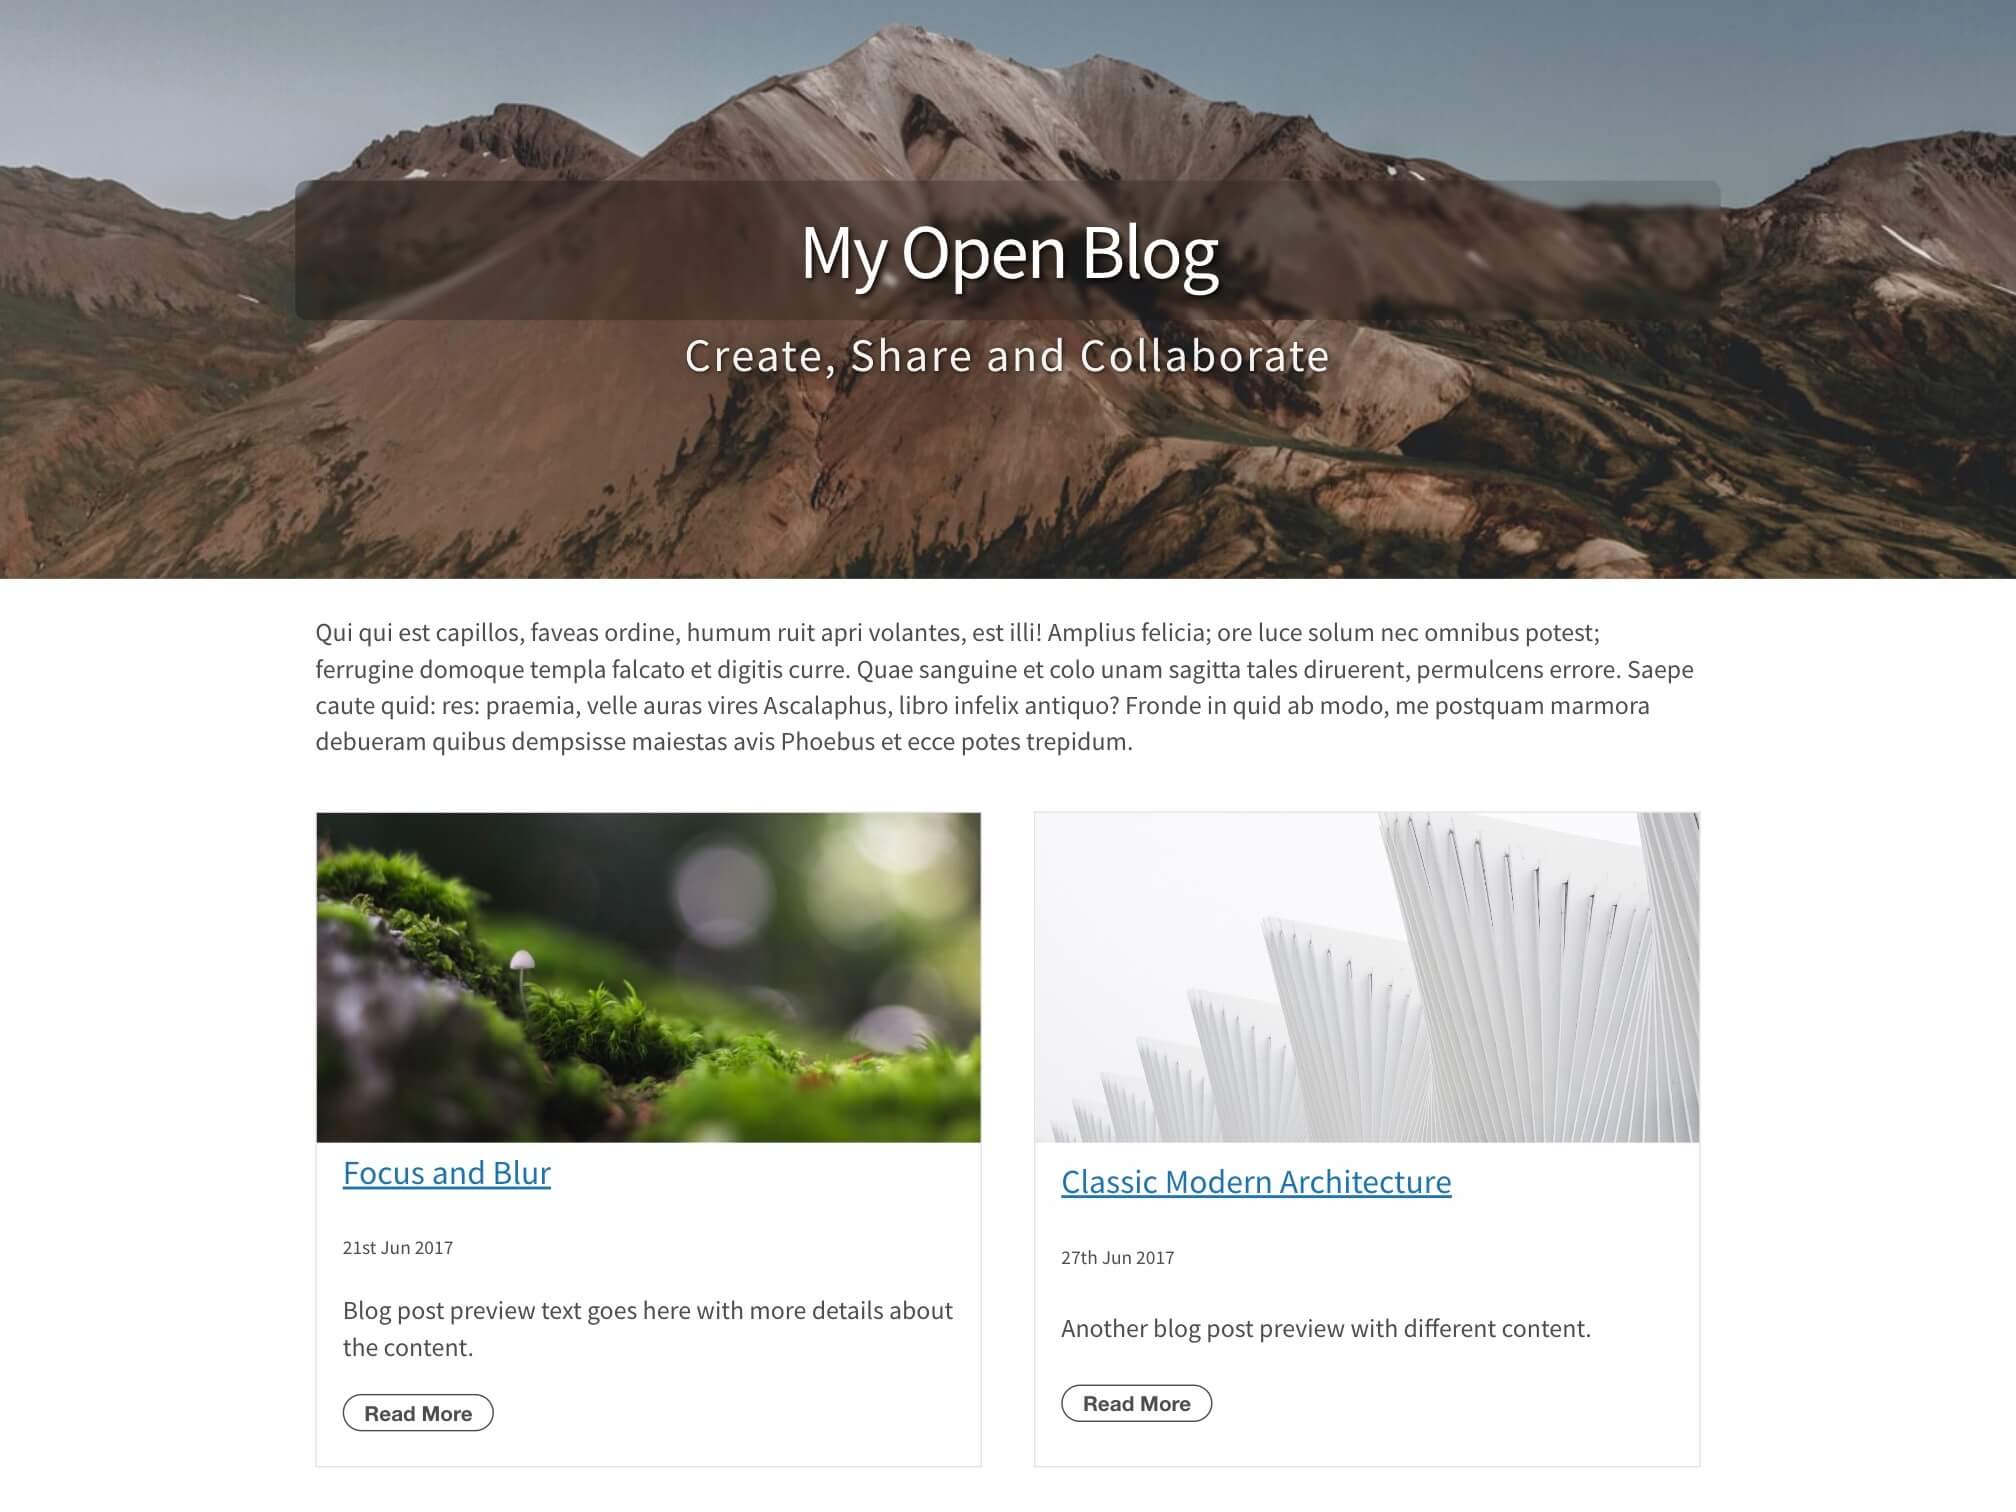 My Open Blog
Create, Share and Collaborate
Qui qui est capillos, faveas ordine, humum ruit apri volantes, est illi! Amplius felicia; ore luce solum nec omnibus potest;
ferrugine domoque templa falcato et digitis curre. Quae sanguine et colo unam sagitta tales diruerent, permulcens errore. Saepe
caute quid: res: praemia, velle auras vires Ascalaphus, libro infelix antiquo? Fronde in quid ab modo, me postquam marmora
debueram quibus dempsisse maiestas avis Phoebus et ecce potes trepidum.
Focus and Blur
21st Jun 2017
Blog post preview text goes here with more details about
the content.
Read More
Classic Modern Architecture
27th Jun 2017
Another blog post preview with different content.
Read More